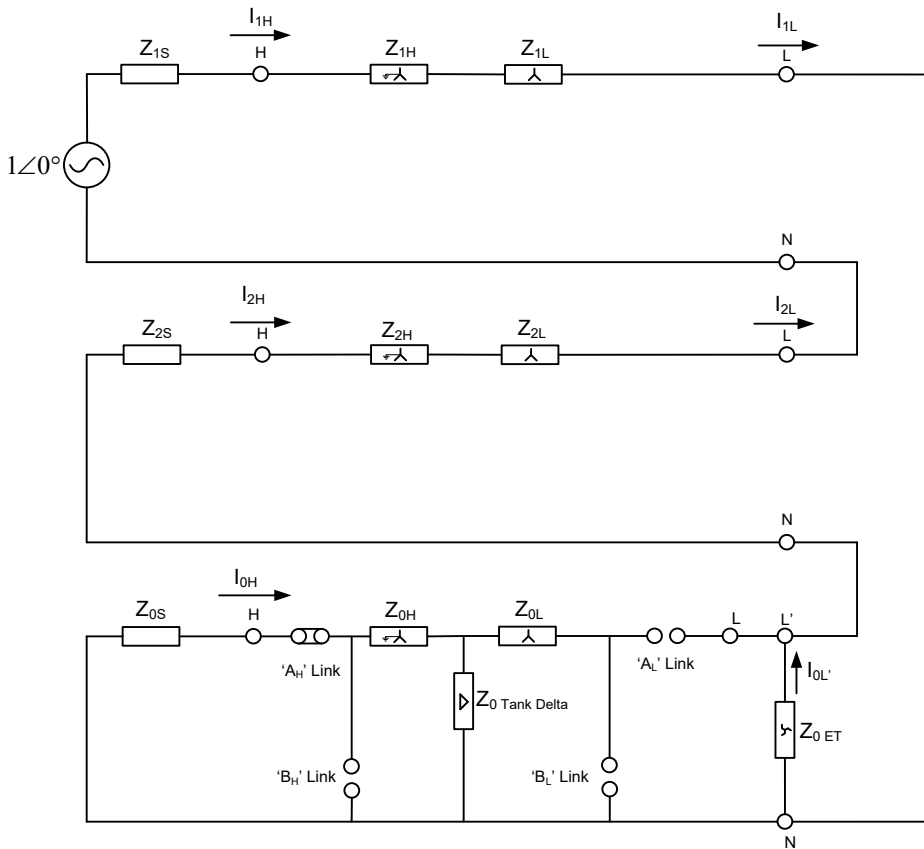 I1H
I1L
Z1S
H
Z1H
Z1L
L
1∠0°
N
I2H
I2L
Z2S
H
Z2H
Z2L
L
N
I0H
Z0S
H
Z0H
Z0L
L
L'
'AH' Link
'AL' Link
I0L'
Z0 Tank Delta
Z0 ET
'BH' Link
'BL' Link
N